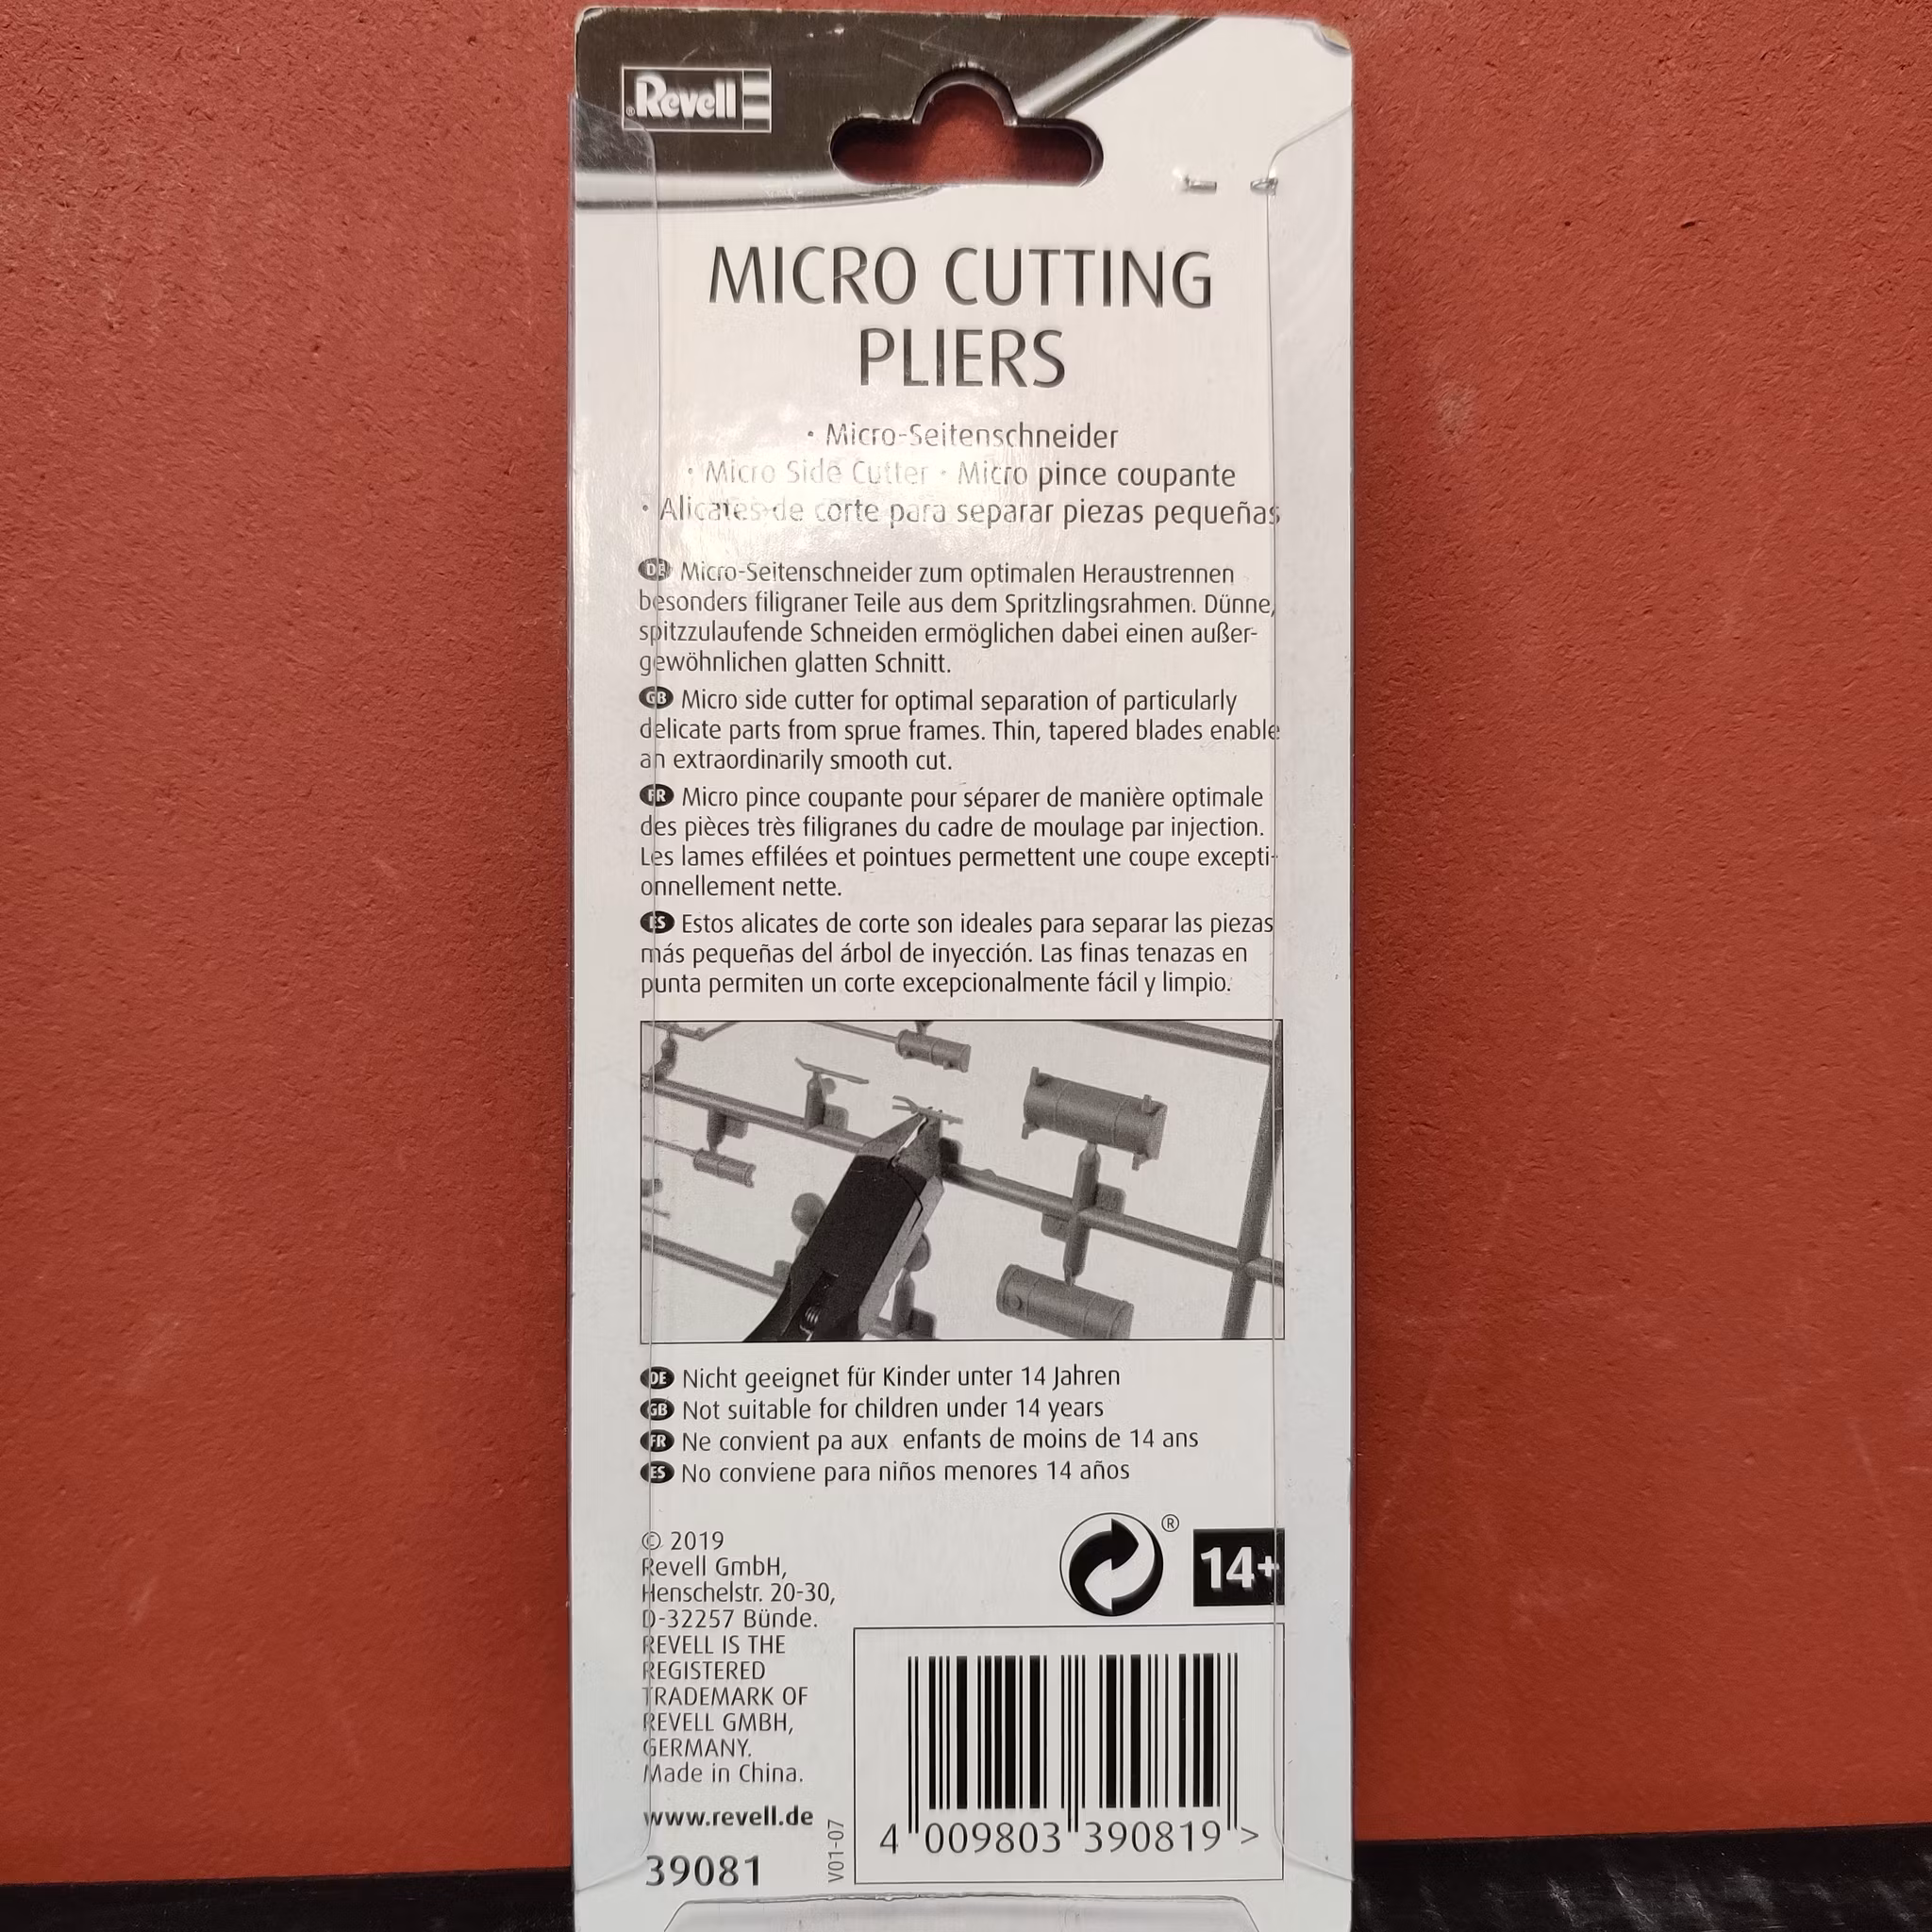 ® Revell
MICRO CUTTING
PLIERS
• Micro-Seitenschneider
• Micro Side Cutter • Micro pince coupante
• Alicates de corte para separar piezas pequeñas
DE Micro-Seitenschneider zum optimalen Heraustrennen
besonders filigraner Teile aus dem Spritzlingsrahmen. Dünne,
spitzzulaufende Schneiden ermöglichen dabei einen außer-
gewöhnlichen glatten Schnitt.
GB Micro side cutter for optimal separation of particularly
delicate parts from sprue frames. Thin, tapered blades enable
an extraordinarily smooth cut.
FR Micro pince coupante pour séparer de manière optimale
des pièces très filigranes du cadre de moulage par injection.
Les lames effilées et pointues permettent une coupe excepti-
onnellement nette.
ES Estos alicates de corte son ideales para separar las piezas
más pequeñas del árbol de inyección. Las finas tenazas en
punta permiten un corte excepcionalmente fácil y limpio.
DE Nicht geeignet für Kinder unter 14 Jahren
GB Not suitable for children under 14 years
FR Ne convient pa aux enfants de moins de 14 ans
ES No conviene para niños menores 14 años
® 14+
© 2019
Revell GmbH,
Henschelstr. 20-30,
D-32257 Bünde.
REVELL IS THE
REGISTERED
TRADEMARK OF
REVELL GMBH,
GERMANY.
Made in China.
www.revell.de
39081
V01-07
4 009803 390819 >